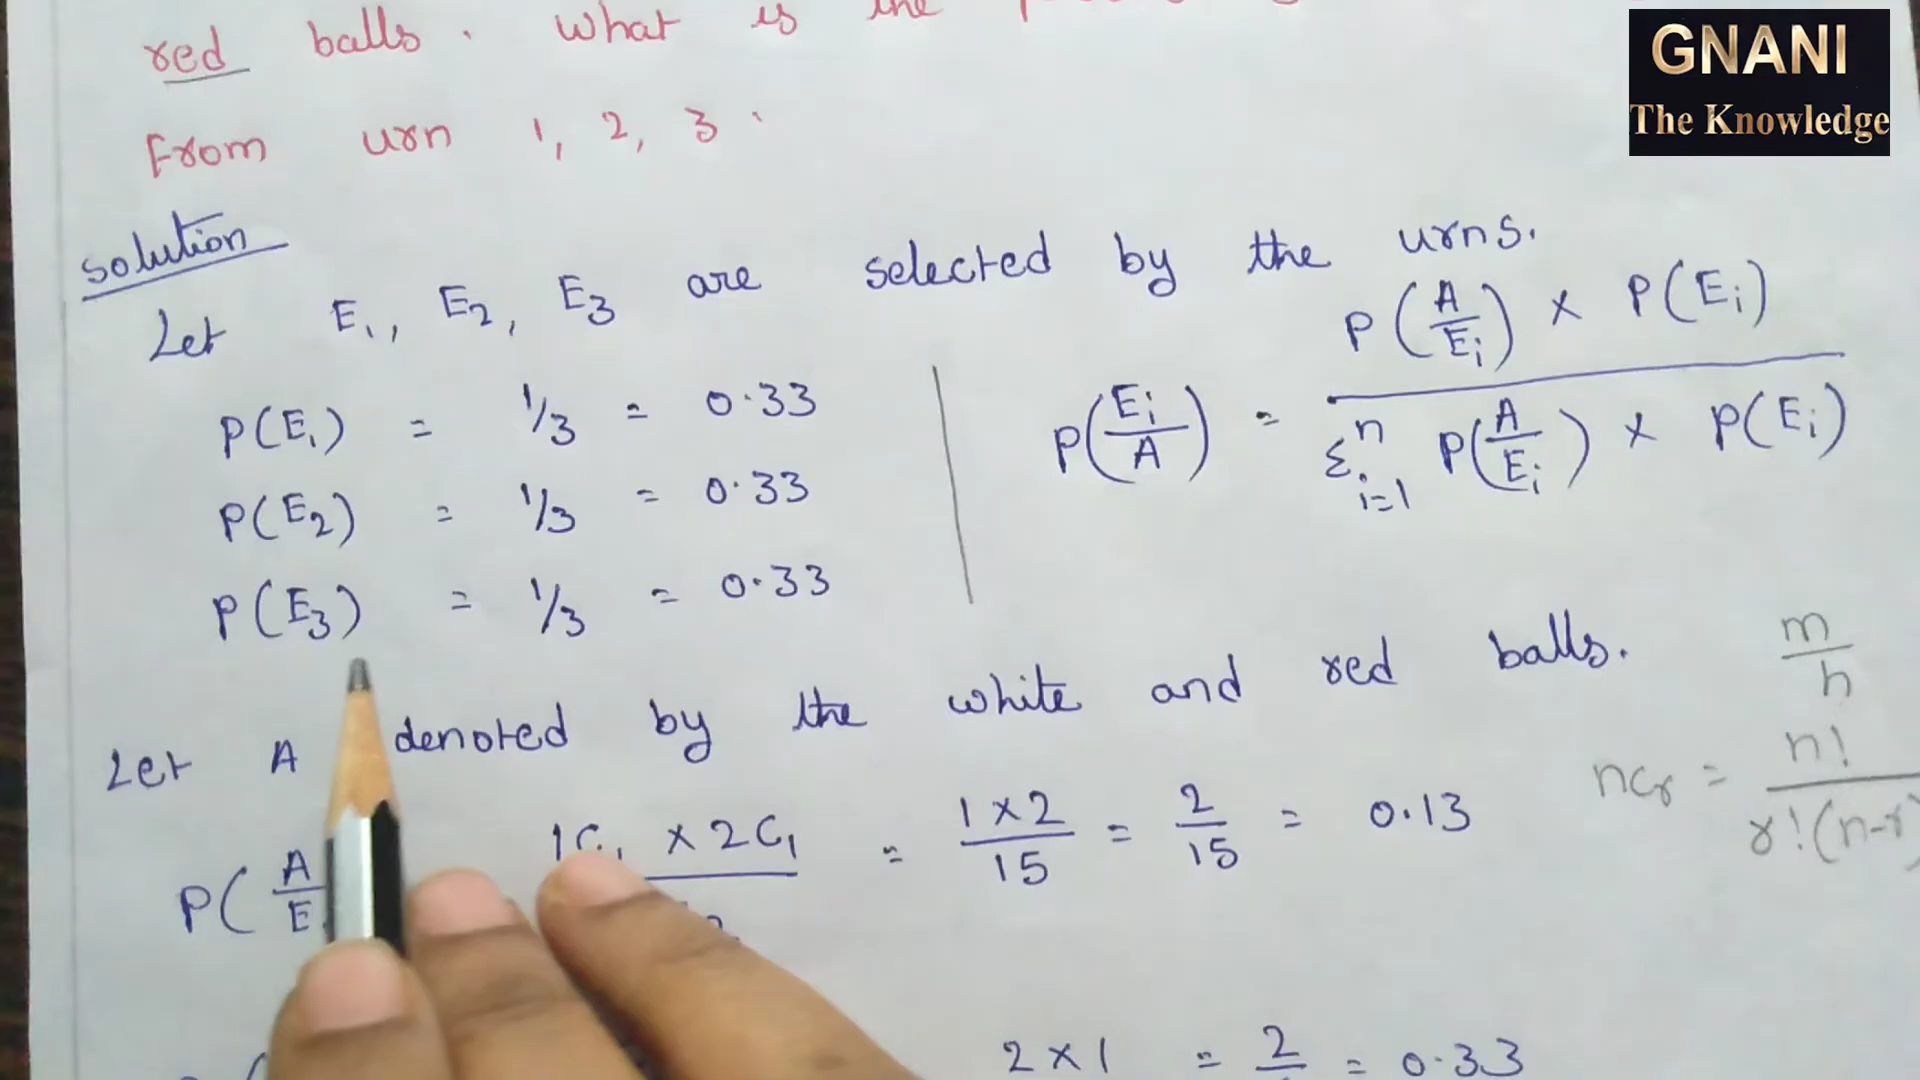 red balls. What is the
From urn 1, 2, 3.
GNANI
The Knowledge
Solution
Let E₁, E₂, E₃ are selected by the urns.
P(E₁) = 1/3 = 0.33
P(E₂) = 1/3 = 0.33
P(E₃) = 1/3 = 0.33
P(Ei/A) = P(A/Ei) × P(Ei) / Σⁿᵢ₌₁ P(A/Ei) × P(Ei)
Let A denoted by the white and red balls.
m/n
nCr = n!/r!(n-r)
P(A/E 1C₁ × 2C₁ = 1×2/15 = 2/15 = 0.13
2×1 = 2 = 0.33